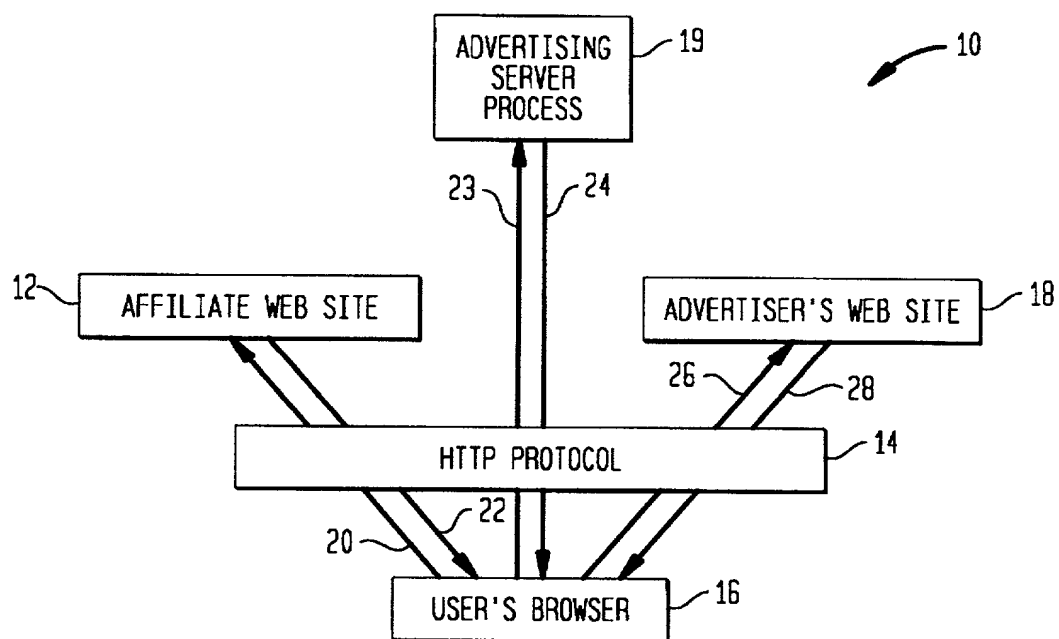 ADVERTISING
SERVER
PROCESS
19
10
23
24
12
AFFILIATE WEB SITE
ADVERTISER'S WEB SITE
18
26
28
HTTP PROTOCOL
14
20
22
USER'S BROWSER
16